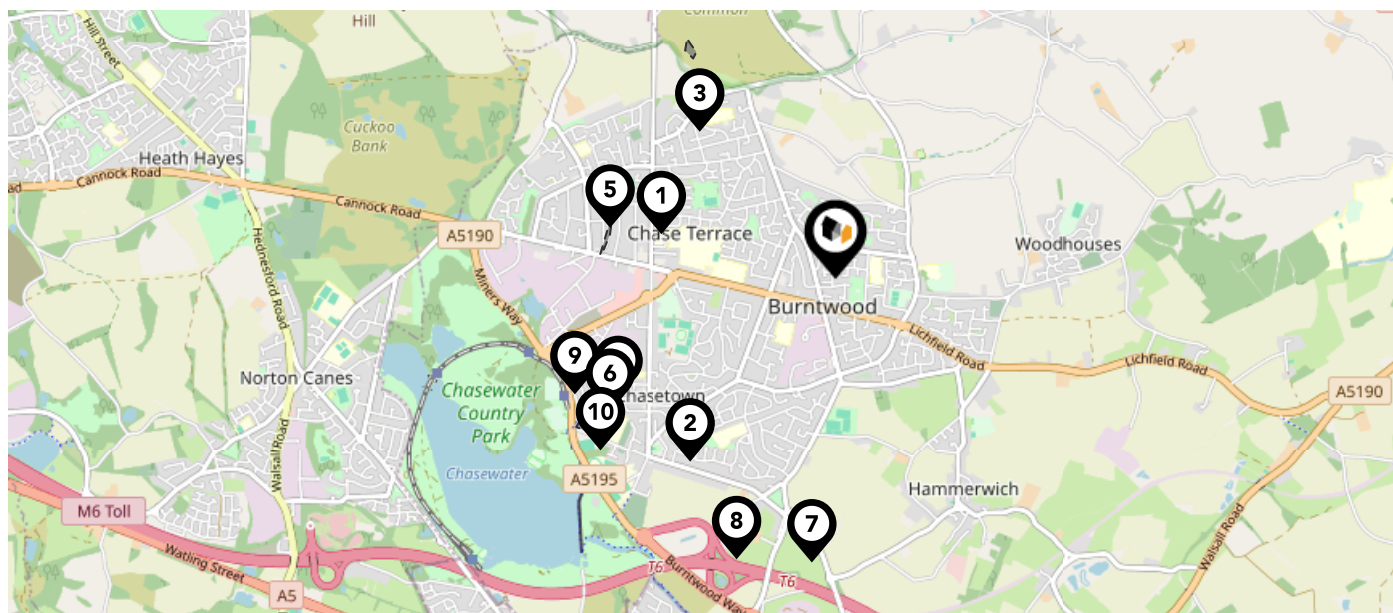 Common
Hill
Hill Street
3
Cuckoo
Bank
Heath Hayes
ad
Cannock Road
5
1
Cannock Road
Chase Terrace
A5190
Woodhouses
Hednesford Road
Miners Way
Burntwood
Lichfield Road
Lichfield Road
9
6
Norton Canes
Chasewater
Country
Park
hasetown
A5190
10
2
Walsall Road
Chasewater
A5195
Hammerwich
M6 Toll
8
7
Walsall Road
Watling Street
T6
T6
A5
Burntwood Way